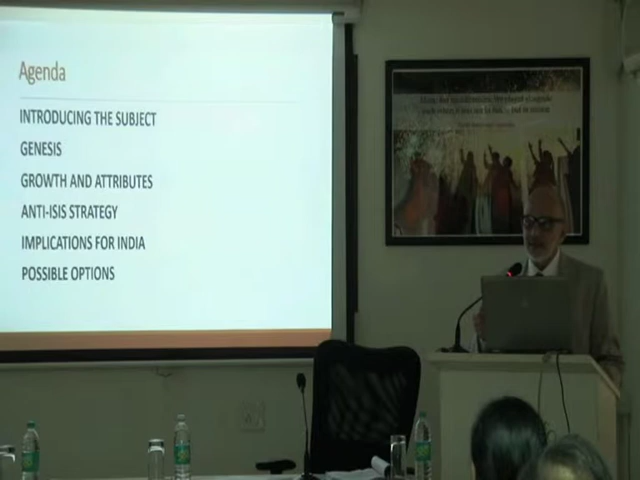 Agenda
INTRODUCING THE SUBJECT
GENESIS
GROWTH AND ATTRIBUTES
ANTI-ISIS STRATEGY
IMPLICATIONS FOR INDIA
POSSIBLE OPTIONS